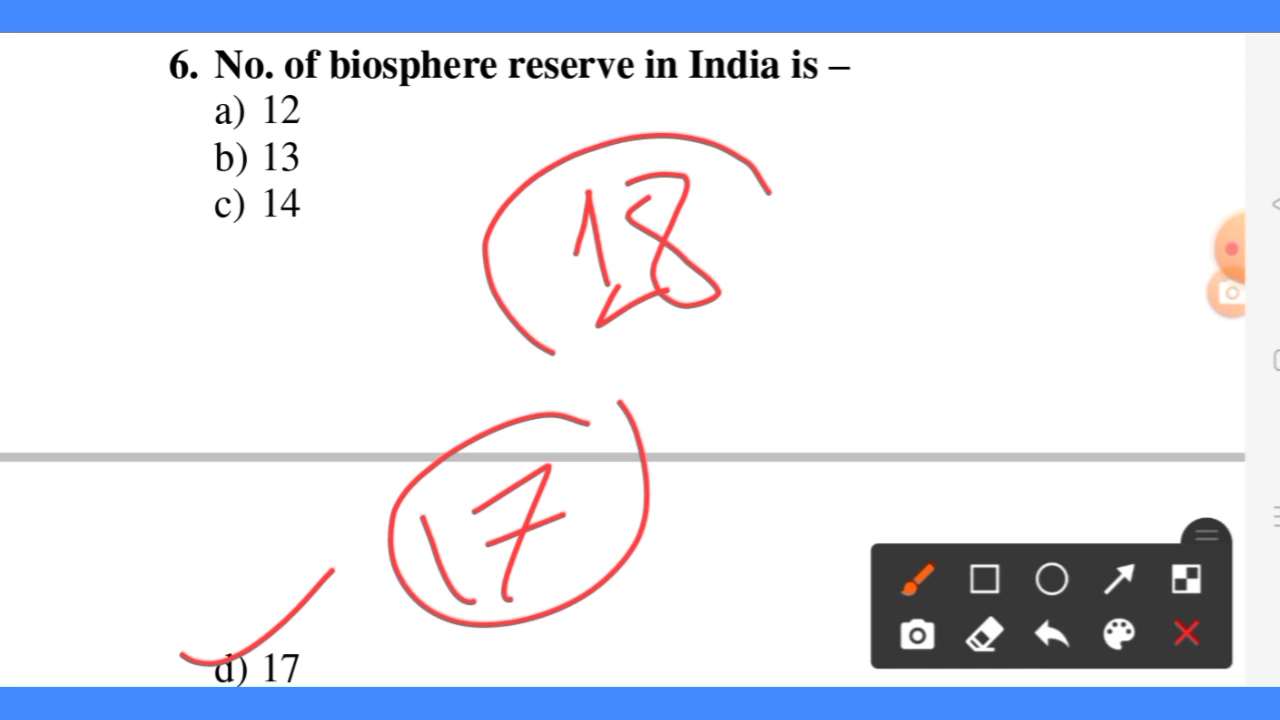 6. No. of biosphere reserve in India is –
a) 12
b) 13
c) 14
18
17
d) 17